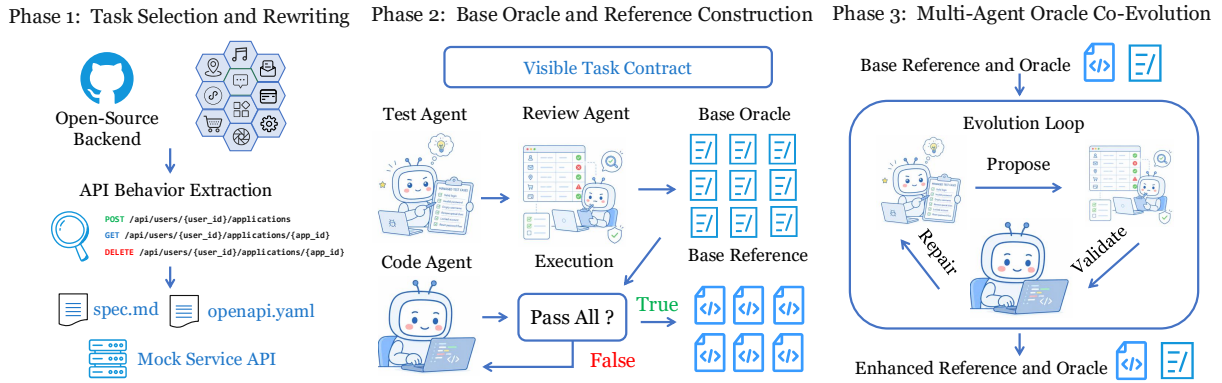 Phase 1: Task Selection and Rewriting
Open-Source
Backend
API Behavior Extraction
POST /api/users/{user_id}/applications
GET /api/users/{user_id}/applications/{app_id}
DELETE /api/users/{user_id}/applications/{app_id}
spec.md
openapi.yaml
Mock Service API
Phase 2: Base Oracle and Reference Construction
Visible Task Contract
Test Agent
Review Agent
Base Oracle
Code Agent
Execution
Base Reference
Pass All ?
True
False
Phase 3: Multi-Agent Oracle Co-Evolution
Base Reference and Oracle
Evolution Loop
Propose
Validate
Repair
Enhanced Reference and Oracle